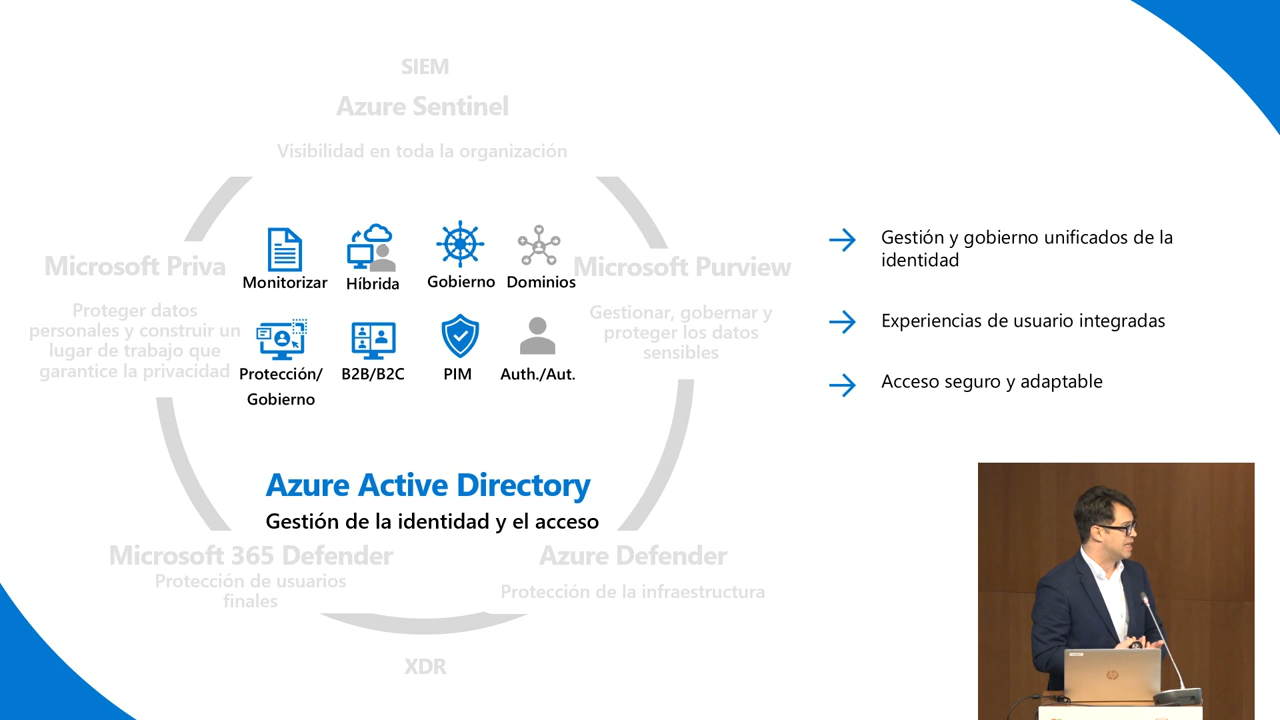 SIEM
Azure Sentinel
Visibilidad en toda la organización
Microsoft Priva
Proteger datos
personales y construir un
lugar de trabajo que
garantice la privacidad
Monitorizar
Híbrida
Gobierno
Dominios
Protección/
Gobierno
B2B/B2C
PIM
Auth./Aut.
Microsoft Purview
Gestionar, gobernar y
proteger los datos
sensibles
Azure Active Directory
Gestión de la identidad y el acceso
Microsoft 365 Defender
Protección de usuarios
finales
Azure Defender
Protección de la infraestructura
XDR
Gestión y gobierno unificados de la
identidad
Experiencias de usuario integradas
Acceso seguro y adaptable
hp